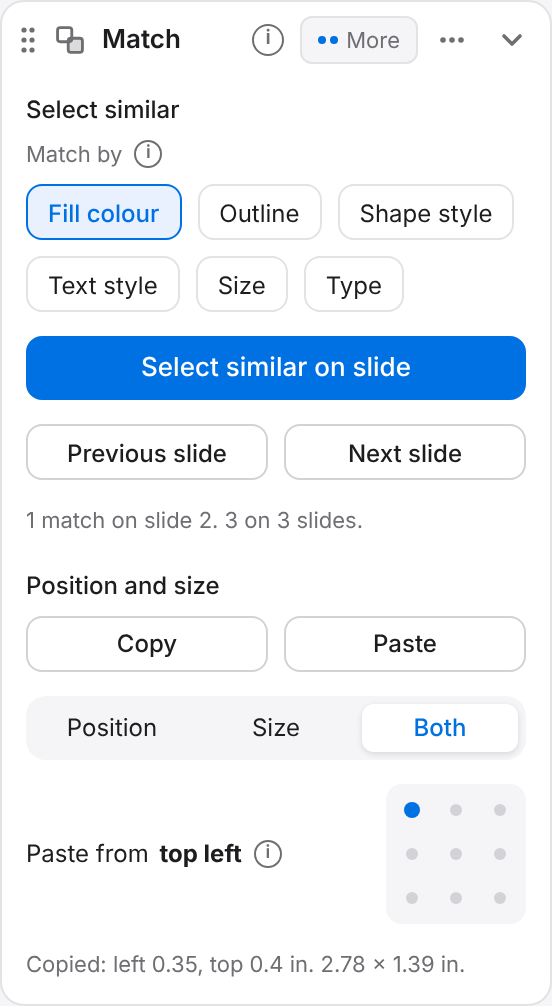 Match
More
Select similar
Match by
Fill colour
Outline
Shape style
Text style
Size
Type
Select similar on slide
Previous slide
Next slide
1 match on slide 2. 3 on 3 slides.
Position and size
Copy
Paste
Position
Size
Both
Paste from top left
Copied: left 0.35, top 0.4 in. 2.78 × 1.39 in.